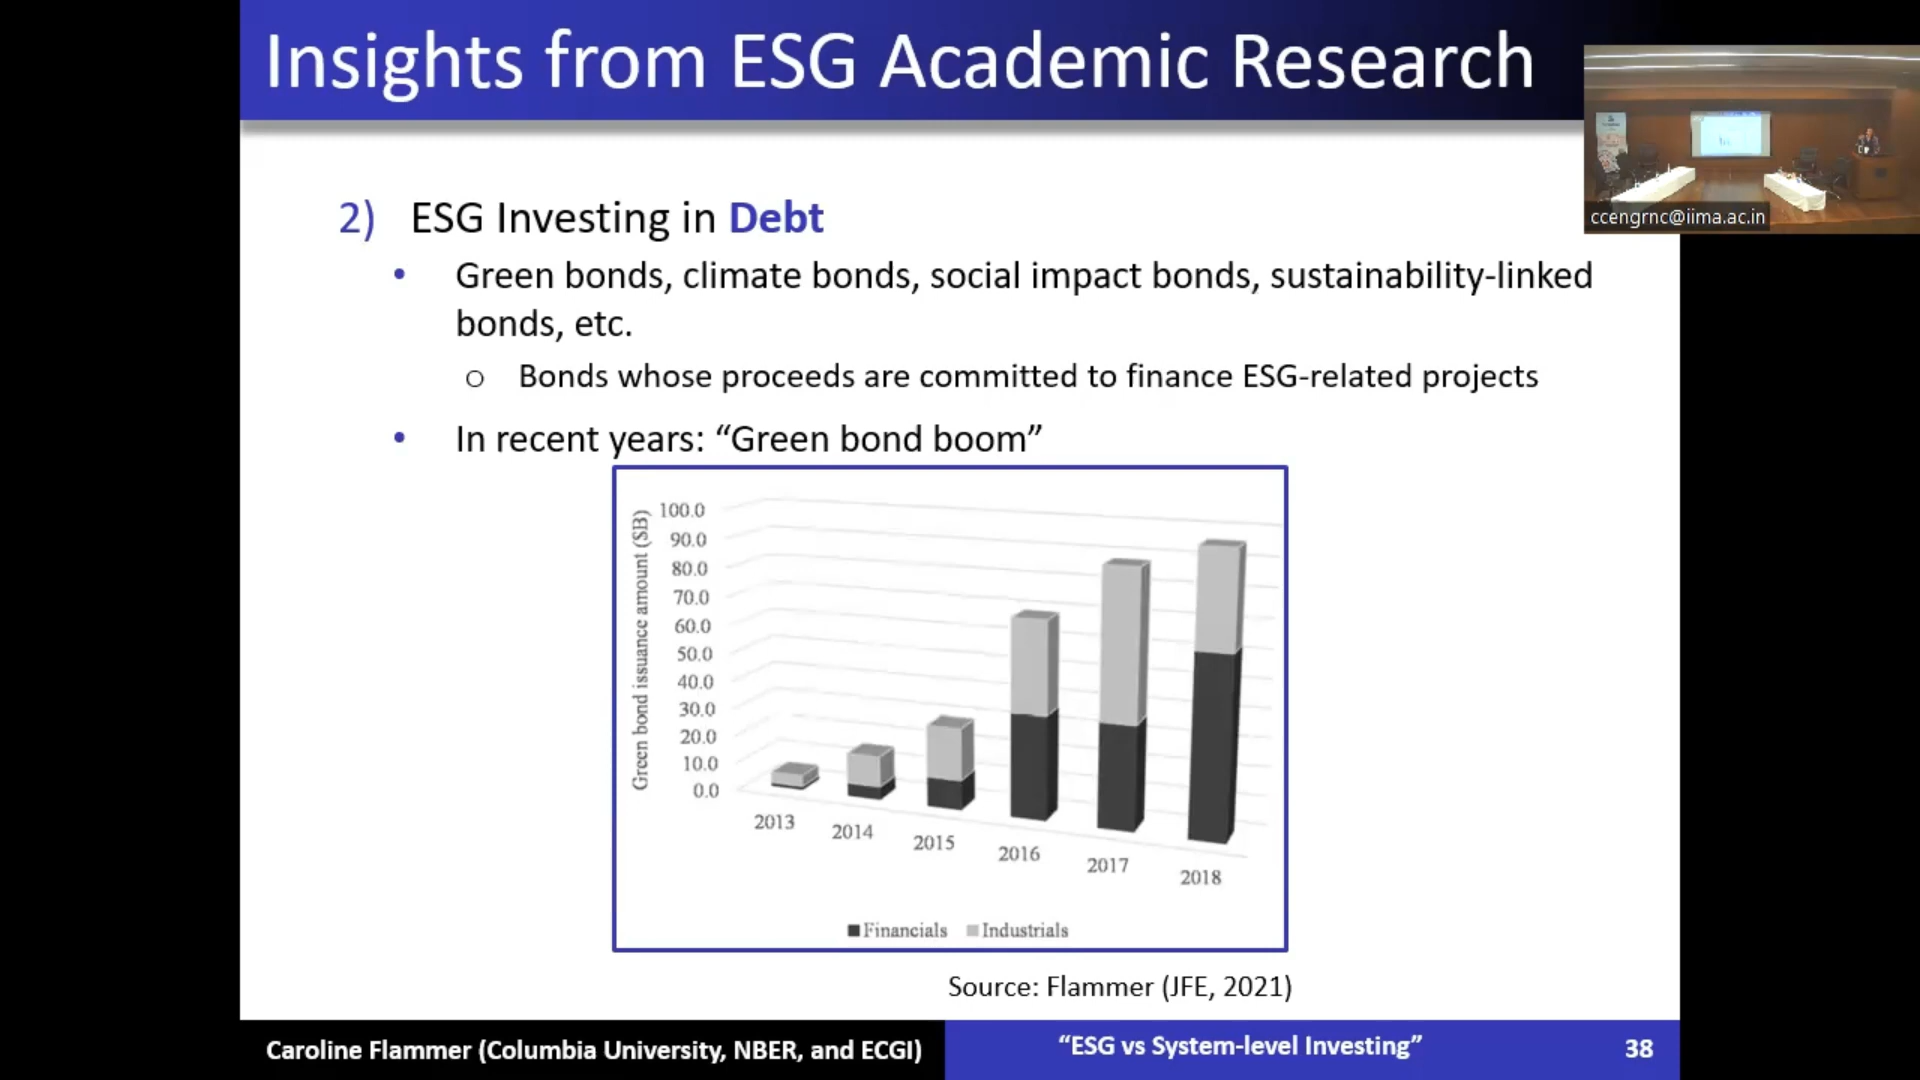 Insights from ESG Academic Research
ccengrnc@iima.ac.in
2) ESG Investing in Debt
• Green bonds, climate bonds, social impact bonds, sustainability-linked
bonds, etc.
o Bonds whose proceeds are committed to finance ESG-related projects
• In recent years: “Green bond boom”
Green bond issuance amount ($B)
100.0
90.0
80.0
70.0
60.0
50.0
40.0
30.0
20.0
10.0
0.0
2013
2014
2015
2016
2017
2018
Financials Industrials
Source: Flammer (JFE, 2021)
Caroline Flammer (Columbia University, NBER, and ECGI)
“ESG vs System-level Investing”
38